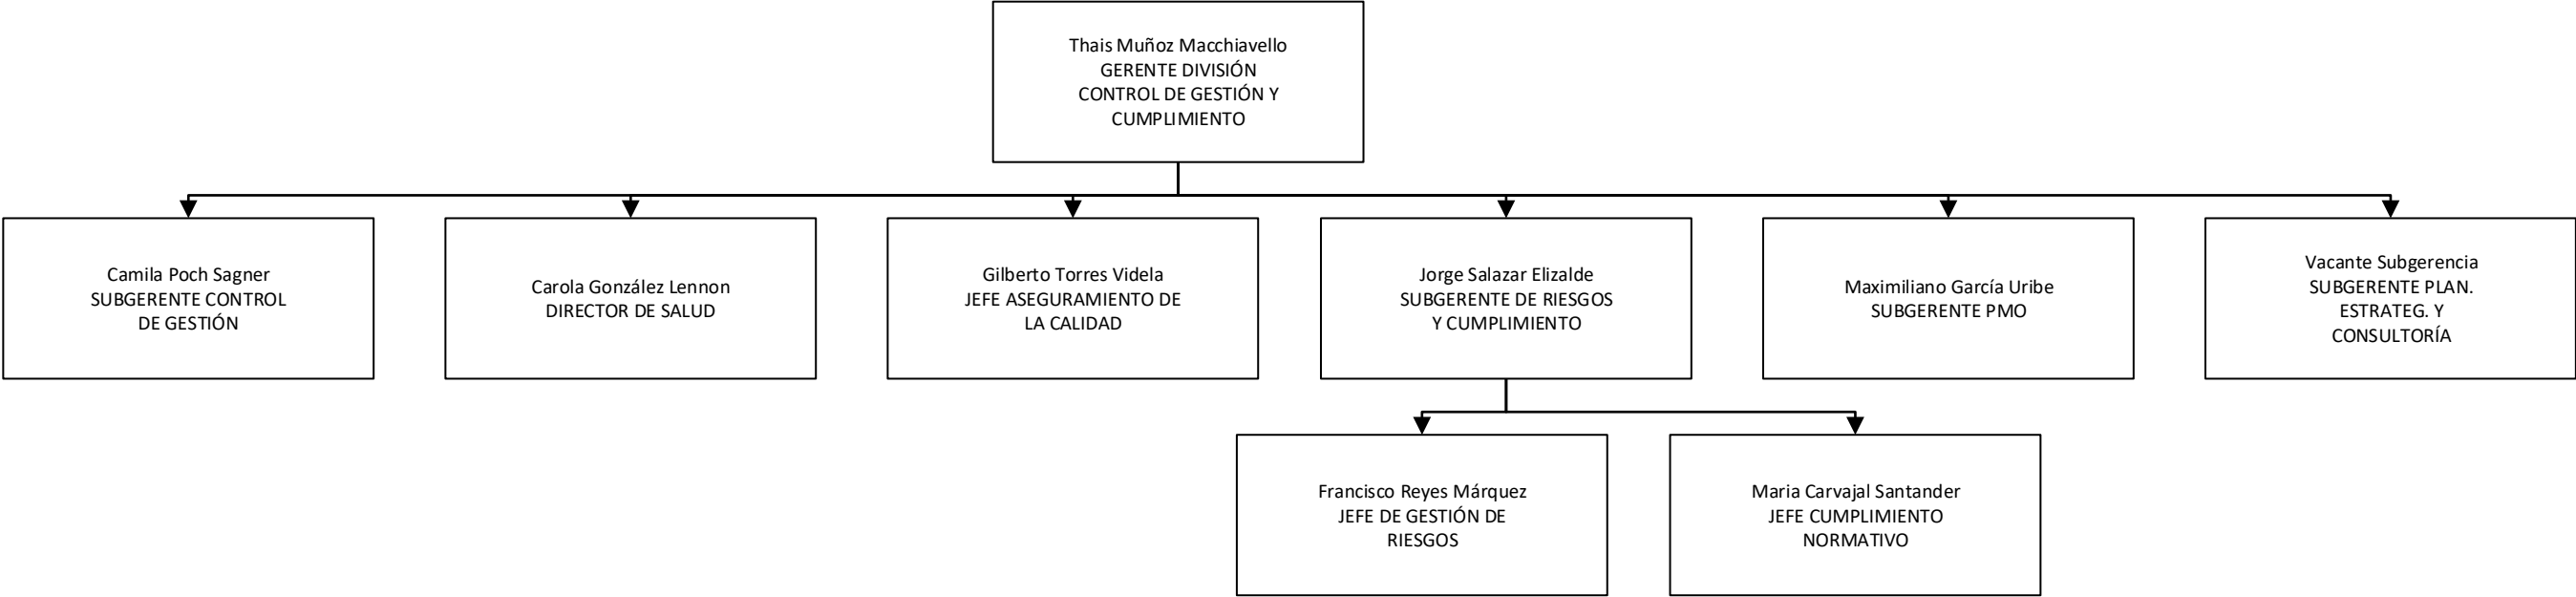 Thais Muñoz Macchiavello
GERENTE DIVISIÓN
CONTROL DE GESTIÓN Y
CUMPLIMIENTO
Camila Poch Sagner
SUBGERENTE CONTROL
DE GESTIÓN
Carola González Lennon
DIRECTOR DE SALUD
Gilberto Torres Videla
JEFE ASEGURAMIENTO DE
LA CALIDAD
Jorge Salazar Elizalde
SUBGERENTE DE RIESGOS
Y CUMPLIMIENTO
Maximiliano García Uribe
SUBGERENTE PMO
Vacante Subgerencia
SUBGERENTE PLAN.
ESTRATEG. Y
CONSULTORÍA
Francisco Reyes Márquez
JEFE DE GESTIÓN DE
RIESGOS
Maria Carvajal Santander
JEFE CUMPLIMIENTO
NORMATIVO